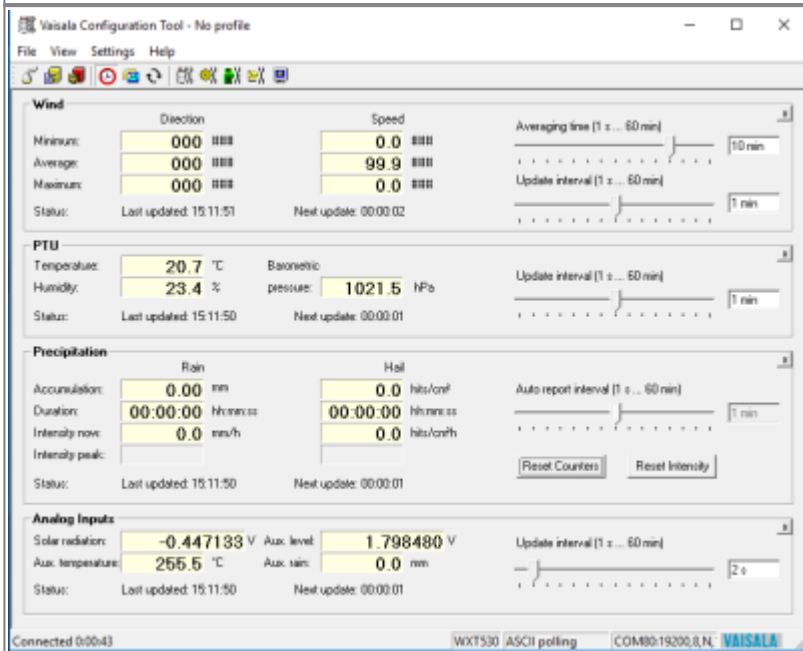 Vaisala Configuration Tool - No profile
File View Settings Help
Wind
Direction Speed
Averaging time (1 s ... 60 min)
Minimum: 000 ### 0.0 ### 10 min
Average: 000 ### 99.9 ###
Maximum: 000 ### 0.0 ### Update interval (1 s ... 60 min)
1 min
Status: Last updated: 15:11:51 Next update: 00:00:02
PTU
Temperature: 20.7 °C Barometric
Humidity: 23.4 % pressure: 1021.5 hPa Update interval (1 s ... 60 min)
1 min
Status: Last updated: 15:11:50 Next update: 00:00:01
Precipitation
Rain Hail
Accumulation: 0.00 mm 0.0 hits/cm² Auto report interval (1 s ... 60 min)
Duration: 00:00:00 hh:mm:ss 00:00:00 hh:mm:ss 1 min
Intensity now: 0.0 mm/h 0.0 hits/cm²h
Intensity peak:
Reset Counters Reset Intensity
Status: Last updated: 15:11:50 Next update: 00:00:01
Analog Inputs
Solar radiation: -0.447133 V Aux. level: 1.798480 V Update interval (1 s ... 60 min)
Aux. temperature: 255.5 °C Aux. rain: 0.0 mm 2 s
Status: Last updated: 15:11:50 Next update: 00:00:01
Connected 0:00:43 WXT530 ASCII polling COM80:19200,8,N, VAISALA